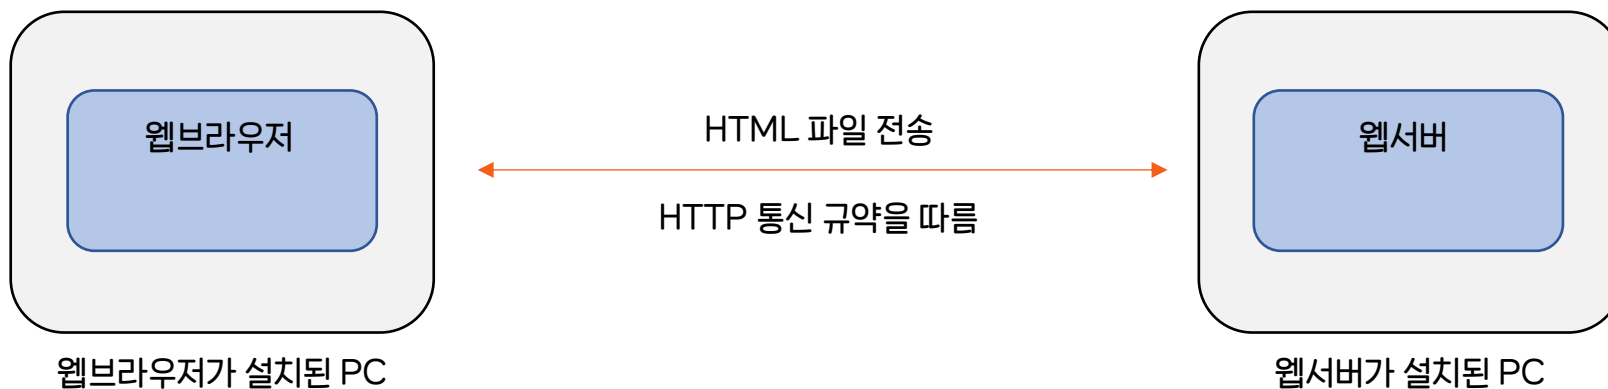 웹브라우저
HTML 파일 전송
웹서버
HTTP 통신 규약을 따름
웹브라우저가 설치된 PC
웹서버가 설치된 PC